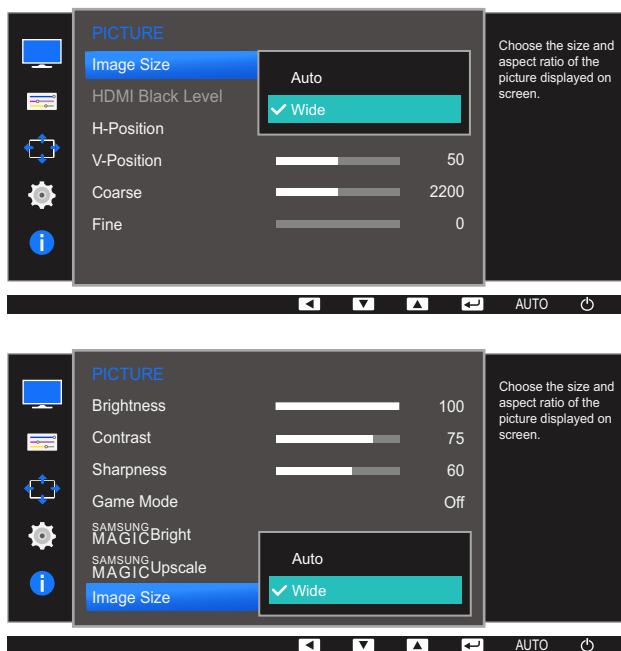 PICTURE
Image Size
Auto
HDMI Black Level
Wide
H-Position
V-Position 50
Coarse 2200
Fine 0
Choose the size and
aspect ratio of the
picture displayed on
screen.
AUTO
PICTURE
Brightness 100
Contrast 75
Sharpness 60
Game Mode Off
SAMSUNG
MAGICBright
SAMSUNG
MAGICUpscale
Auto
Image Size
Wide
Choose the size and
aspect ratio of the
picture displayed on
screen.
AUTO